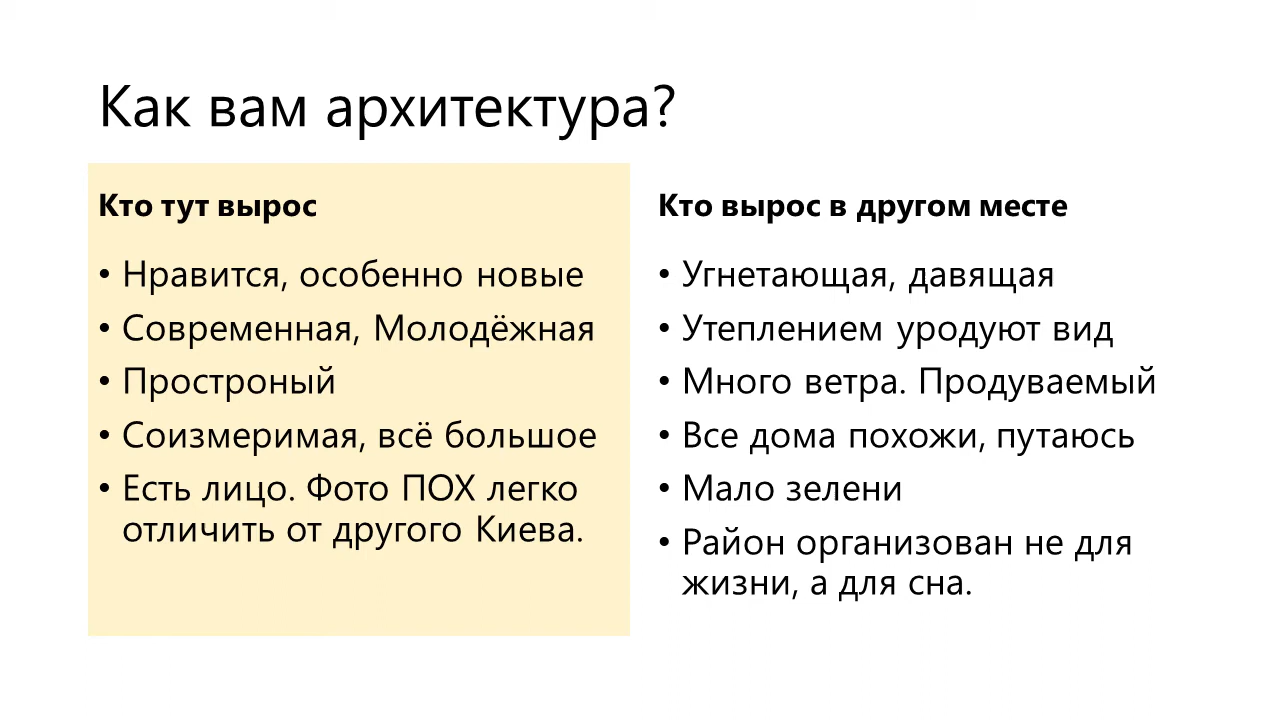 Как вам архитектура?
Кто тут вырос
• Нравится, особенно новые
• Современная, Молодёжная
• Простроный
• Соизмеримая, всё большое
• Есть лицо. Фото ПОХ легко
отличить от другого Киева.
Кто вырос в другом месте
• Угнетающая, давящая
• Утеплением уродуют вид
• Много ветра. Продуваемый
• Все дома похожи, путаюсь
• Мало зелени
• Район организован не для
жизни, а для сна.